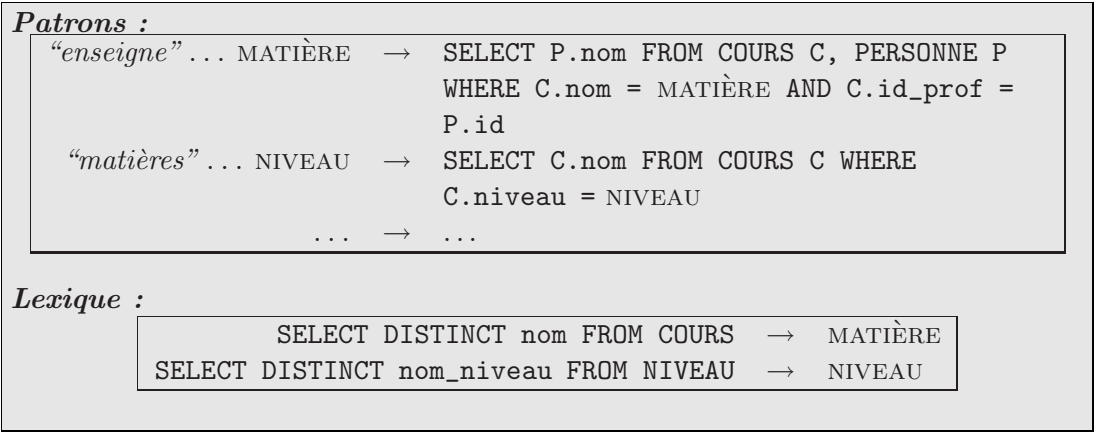 Patrons :
“enseigne” ... MATIÈRE → SELECT P.nom FROM COURS C, PERSONNE P
WHERE C.nom = MATIÈRE AND C.id_prof =
P.id
“matières” ... NIVEAU → SELECT C.nom FROM COURS C WHERE
C.niveau = NIVEAU
... → ...
Lexique :
SELECT DISTINCT nom FROM COURS → MATIÈRE
SELECT DISTINCT nom_niveau FROM NIVEAU → NIVEAU